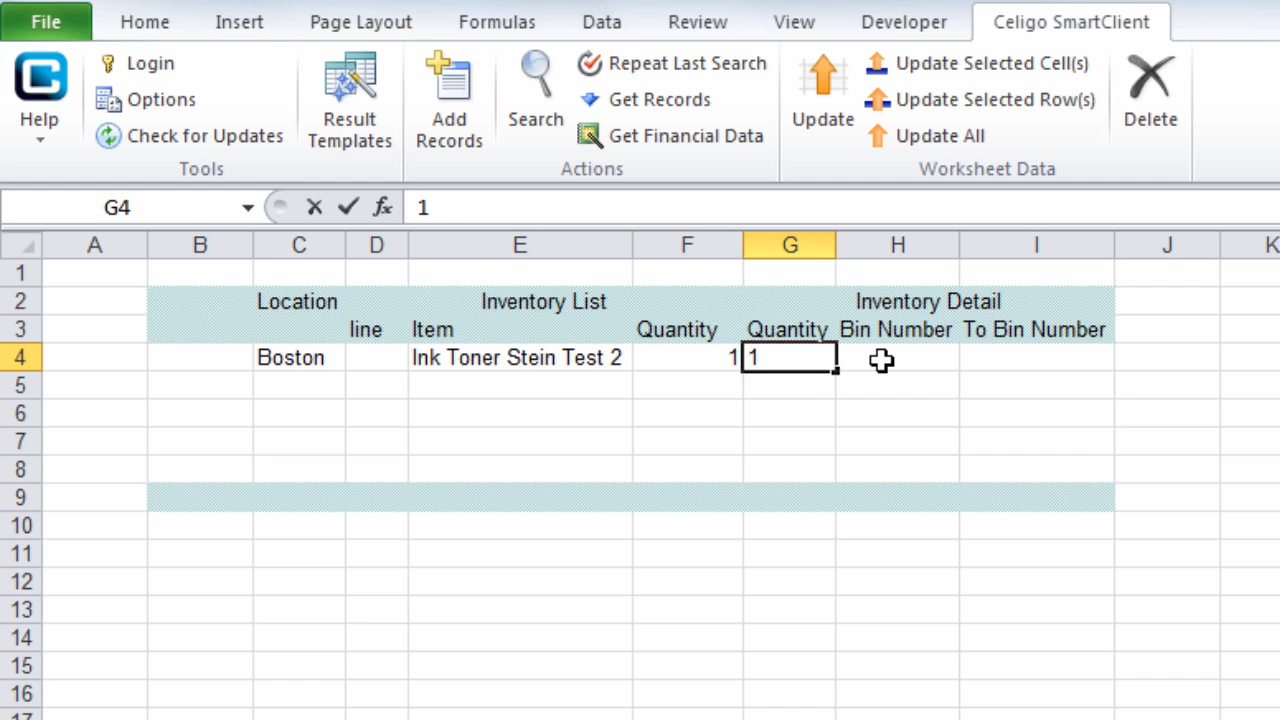 File Home Insert Page Layout Formulas Data Review View Developer Celigo SmartClient
Login Repeat Last Search Update Selected Cell(s)
Options Get Records Update Selected Row(s)
Help Result Add Search Update Delete
Templates Records
Check for Updates Get Financial Data Update All
Tools Actions Worksheet Data
G4 fx 1
A B C D E F G H I J K
1
2 Location Inventory List Inventory Detail
3 line Item Quantity Quantity Bin Number To Bin Number
4 Boston Ink Toner Stein Test 2 1 1
5
6
7
8
9
10
11
12
13
14
15
16
17